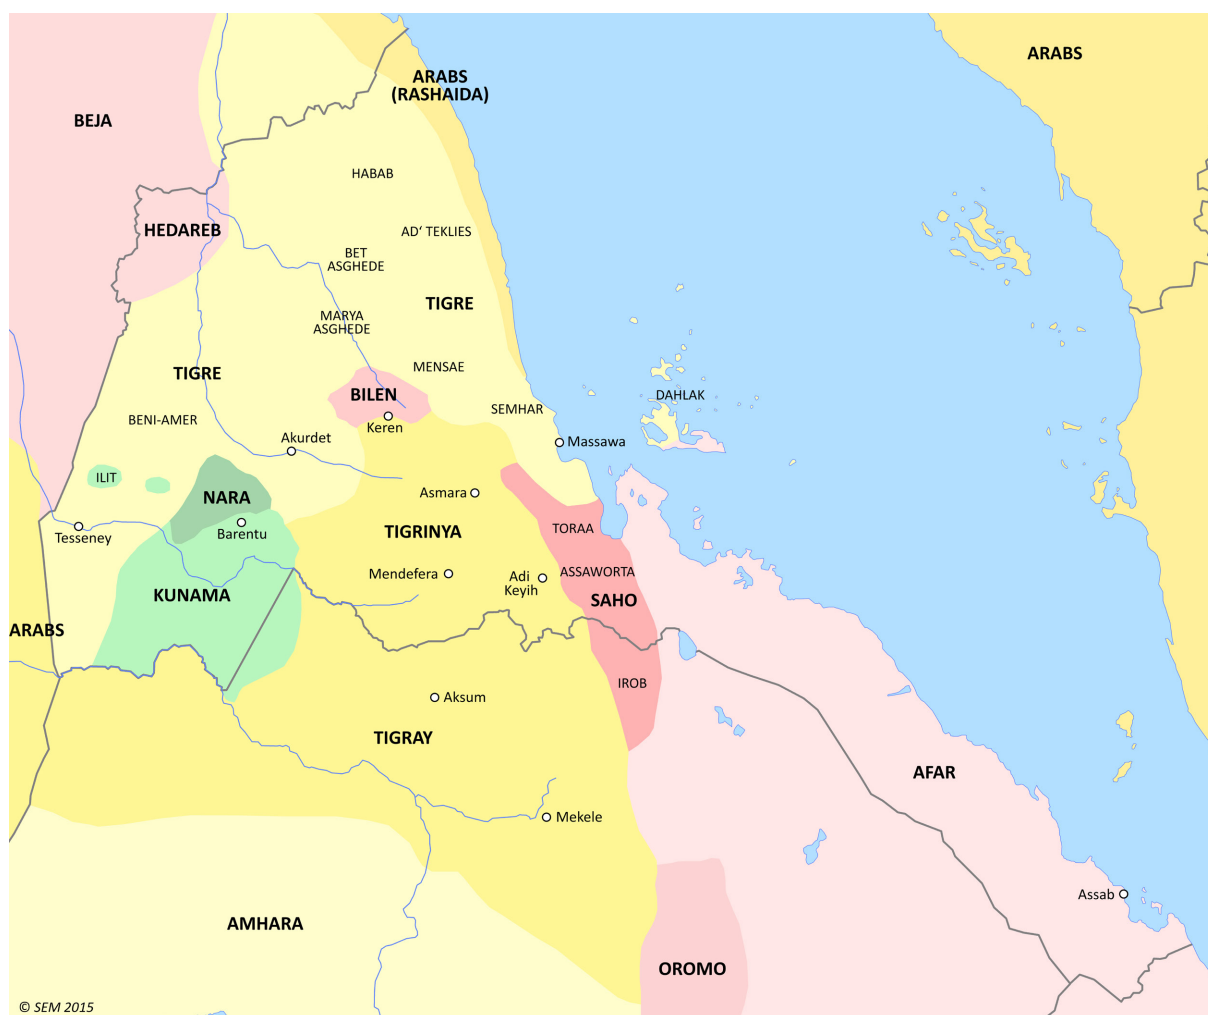 ARABS
ARABS
(RASHAIDA)
BEJA
HABAB
HEDAREB
AD‘ TEKLIES
BET
ASGHEDE
TIGRE
MARYA
ASGHEDE
MENSAE
TIGRE
BILEN
DAHLAK
SEMHAR
BENI-AMER
Keren
Akurdet
Massawa
ILIT
Asmara
NARA
Tesseney
Barentu
TIGRINYA
TORAA
Mendefera
Adi
Keyih
ASSAWORTA
KUNAMA
SAHO
ARABS
IROB
Aksum
TIGRAY
AFAR
Mekele
Assab
AMHARA
OROMO
© SEM 2015